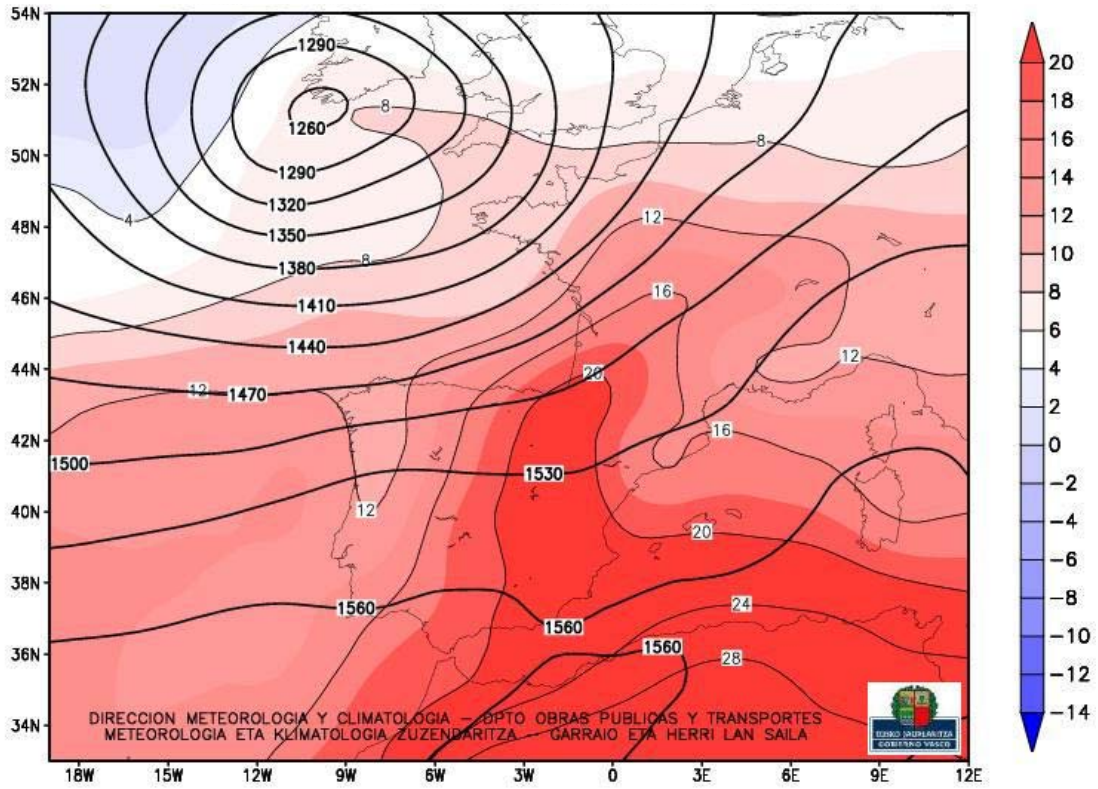 54N
52N
50N
48N
46N
44N
42N
40N
38N
36N
34N
18W 15W 12W 9W 6W 3W 0 3E 6E 9E 12E
1290
1260
1290
1320
1350
1380
1410
1440
1470
1500
1530
1560
1560
1560
8
8
4
8
12
16
12
20
12
16
12
20
24
28
DIRECCION METEOROLOGIA Y CLIMATOLOGIA - DPTO OBRAS PUBLICAS Y TRANSPORTES
METEOROLOGIA ETA KLIMATOLOGIA ZUZENDARITZA -- GARRAIO ETA HERRI LAN SAILA
EUSKO JAURLARITZA
GOBIERNO VASCO
20
18
16
14
12
10
8
6
4
2
0
-2
-4
-6
-8
-10
-12
-14